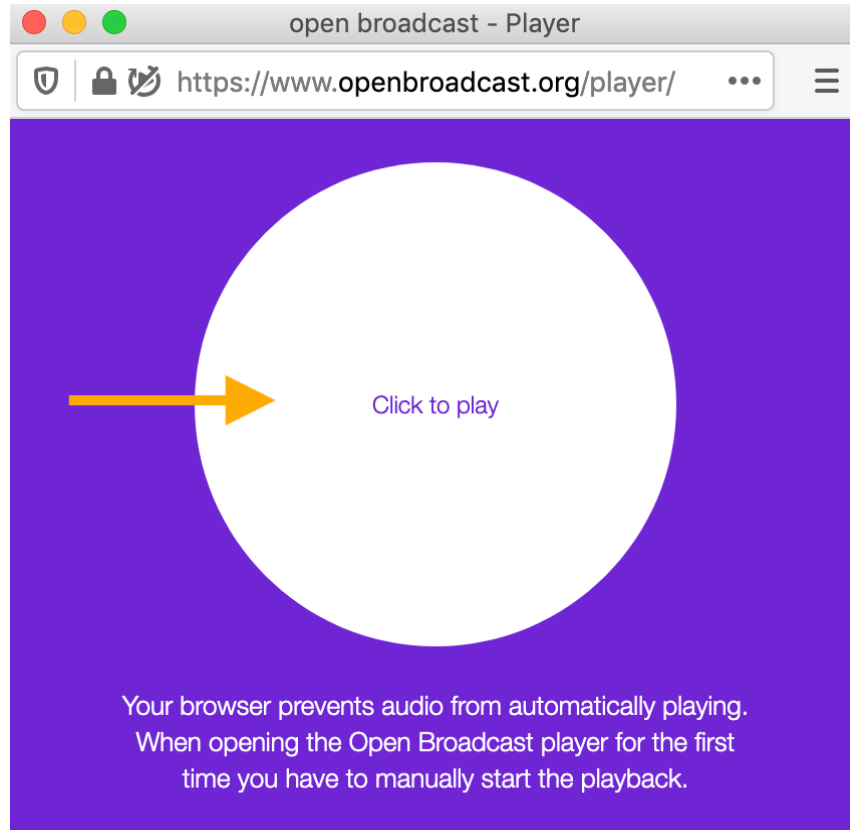 open broadcast - Player
https://www.openbroadcast.org/player/
Click to play
Your browser prevents audio from automatically playing.
When opening the Open Broadcast player for the first
time you have to manually start the playback.